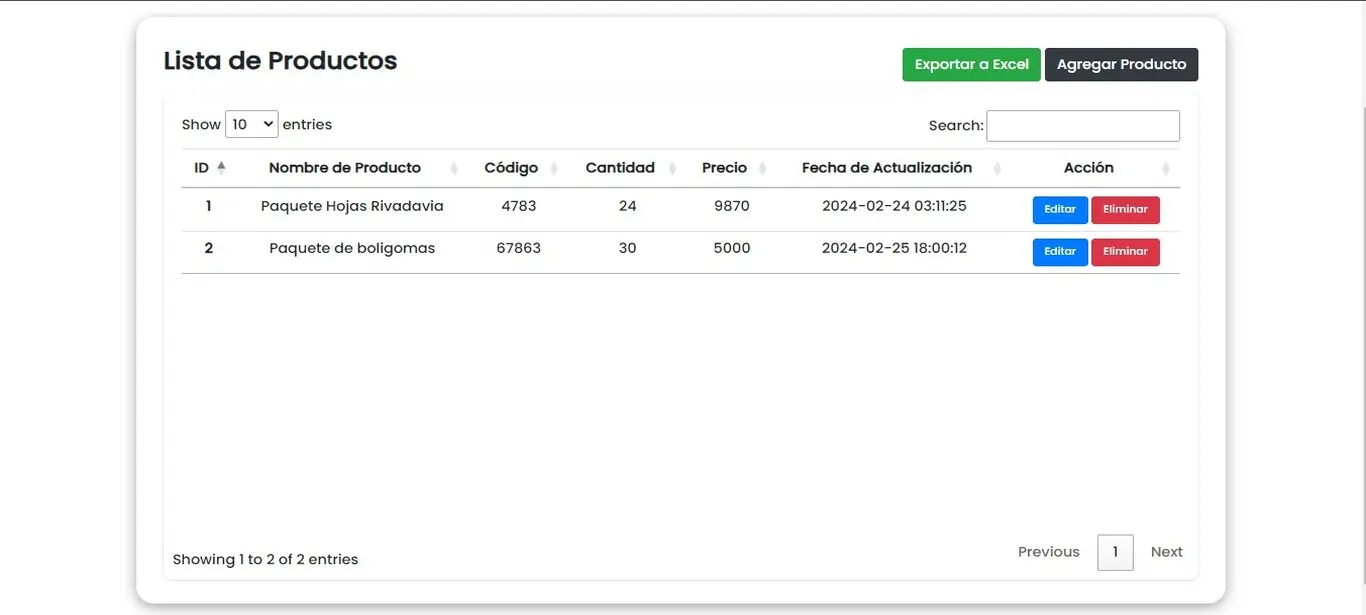 Lista de Productos
Exportar a Excel Agregar Producto
Show 10 entries Search:
ID Nombre de Producto Código Cantidad Precio Fecha de Actualización Acción
1 Paquete Hojas Rivadavia 4783 24 9870 2024-02-24 03:11:25 Editar Eliminar
2 Paquete de boligomas 67863 30 5000 2024-02-25 18:00:12 Editar Eliminar
Showing 1 to 2 of 2 entries Previous 1 Next